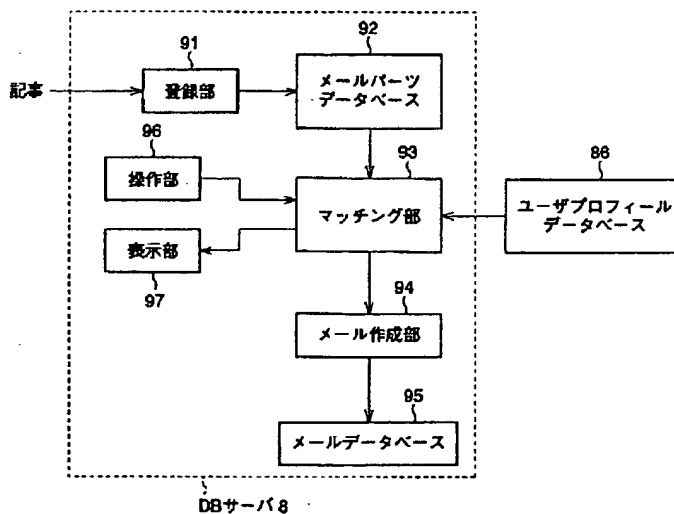 92
91
メールパーツ
データベース
記事
登録部
96
93
86
操作部
マッチング部
ユーザプロフィール
データベース
表示部
97
94
メール作成部
95
メールデータベース
DBサーバ8